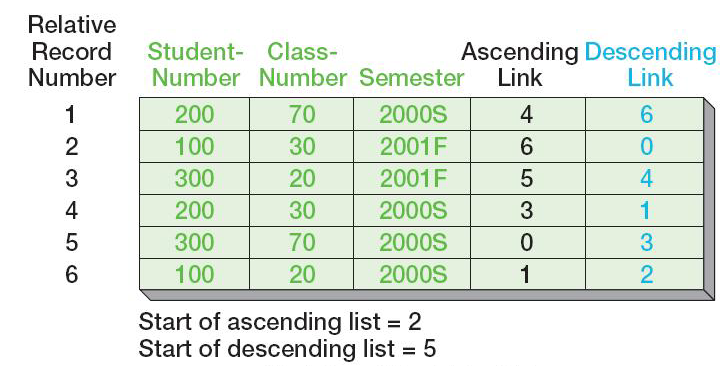 Relative
Record Student- Class- Ascending Descending
Number Number Number Semester Link Link
1 200 70 2000S 4 6
2 100 30 2001F 6 0
3 300 20 2001F 5 4
4 200 30 2000S 3 1
5 300 70 2000S 0 3
6 100 20 2000S 1 2
Start of ascending list = 2
Start of descending list = 5